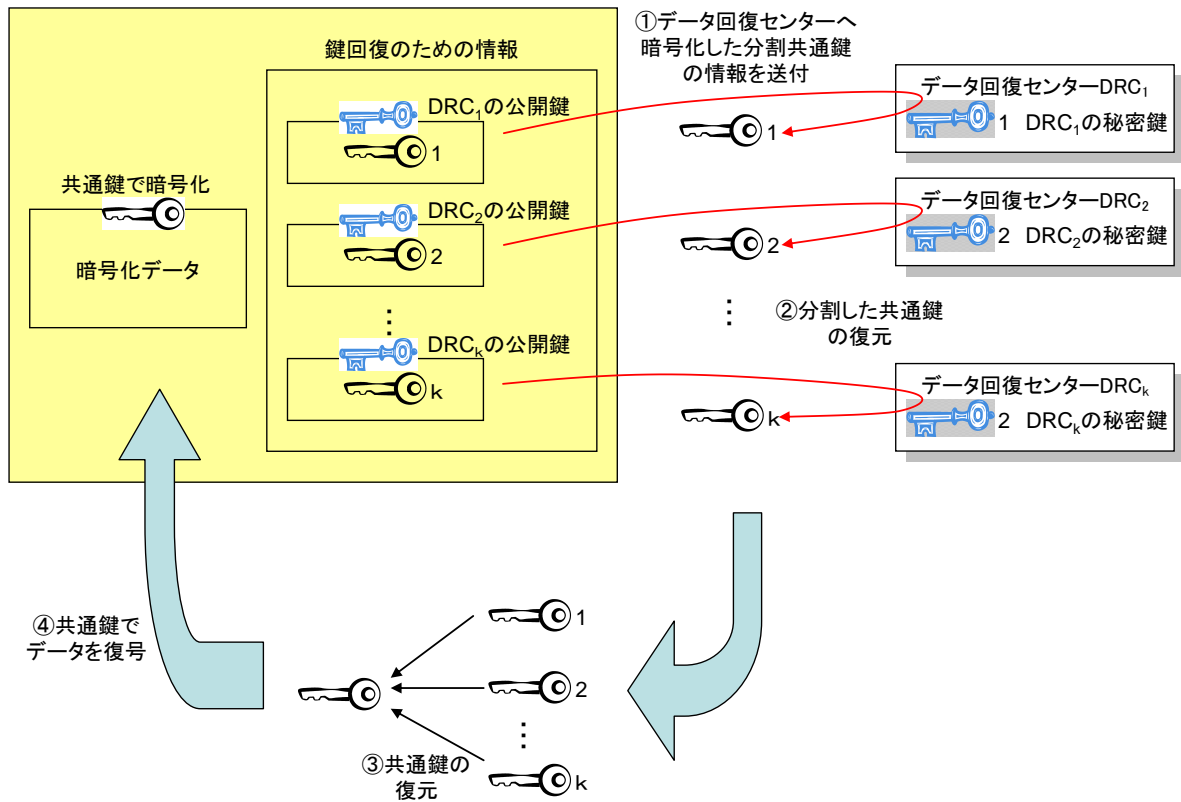 鍵回復のための情報
DRC1の公開鍵
1
DRC2の公開鍵
2
⋮
DRCkの公開鍵
k
共通鍵で暗号化
暗号化データ
①データ回復センターへ
暗号化した分割共通鍵
の情報を送付
1
2
⋮
k
②分割した共通鍵
の復元
データ回復センターDRC1
1 DRC1の秘密鍵
データ回復センターDRC2
2 DRC2の秘密鍵
データ回復センターDRCk
2 DRCkの秘密鍵
④共通鍵で
データを復号
1
2
⋮
k
③共通鍵の
復元